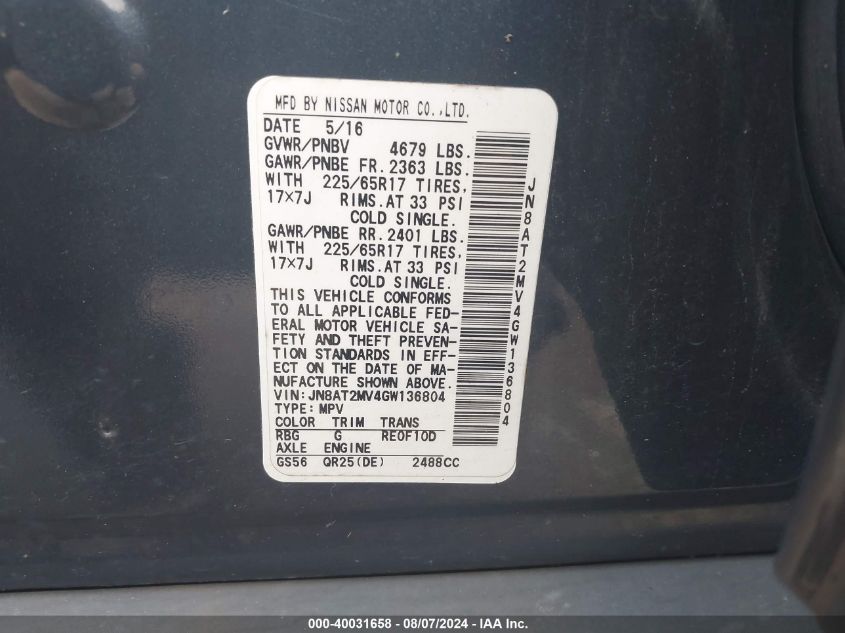 MFD BY NISSAN MOTOR CO.,LTD.
DATE 5/16
GVWR/PNBV 4679 LBS.
GAWR/PNBE FR. 2363 LBS.
WITH 225/65R17 TIRES,
17×7J RIMS.AT 33 PSI
COLD SINGLE.
GAWR/PNBE RR. 2401 LBS.
WITH 225/65R17 TIRES,
17×7J RIMS.AT 33 PSI
COLD SINGLE.
THIS VEHICLE CONFORMS
TO ALL APPLICABLE FED-
ERAL MOTOR VEHICLE SA-
FETY AND THEFT PREVEN-
TION STANDARDS IN EFF-
ECT ON THE DATE OF MA-
NUFACTURE SHOWN ABOVE.
VIN: JN8AT2MV4GW136804
TYPE: MPV
COLOR TRIM TRANS
RBG G RE0F10D
AXLE ENGINE
GS56 QR25(DE) 2488CC
JN8AT2MV4GW136804
000-40031658 - 08/07/2024 - IAA Inc.